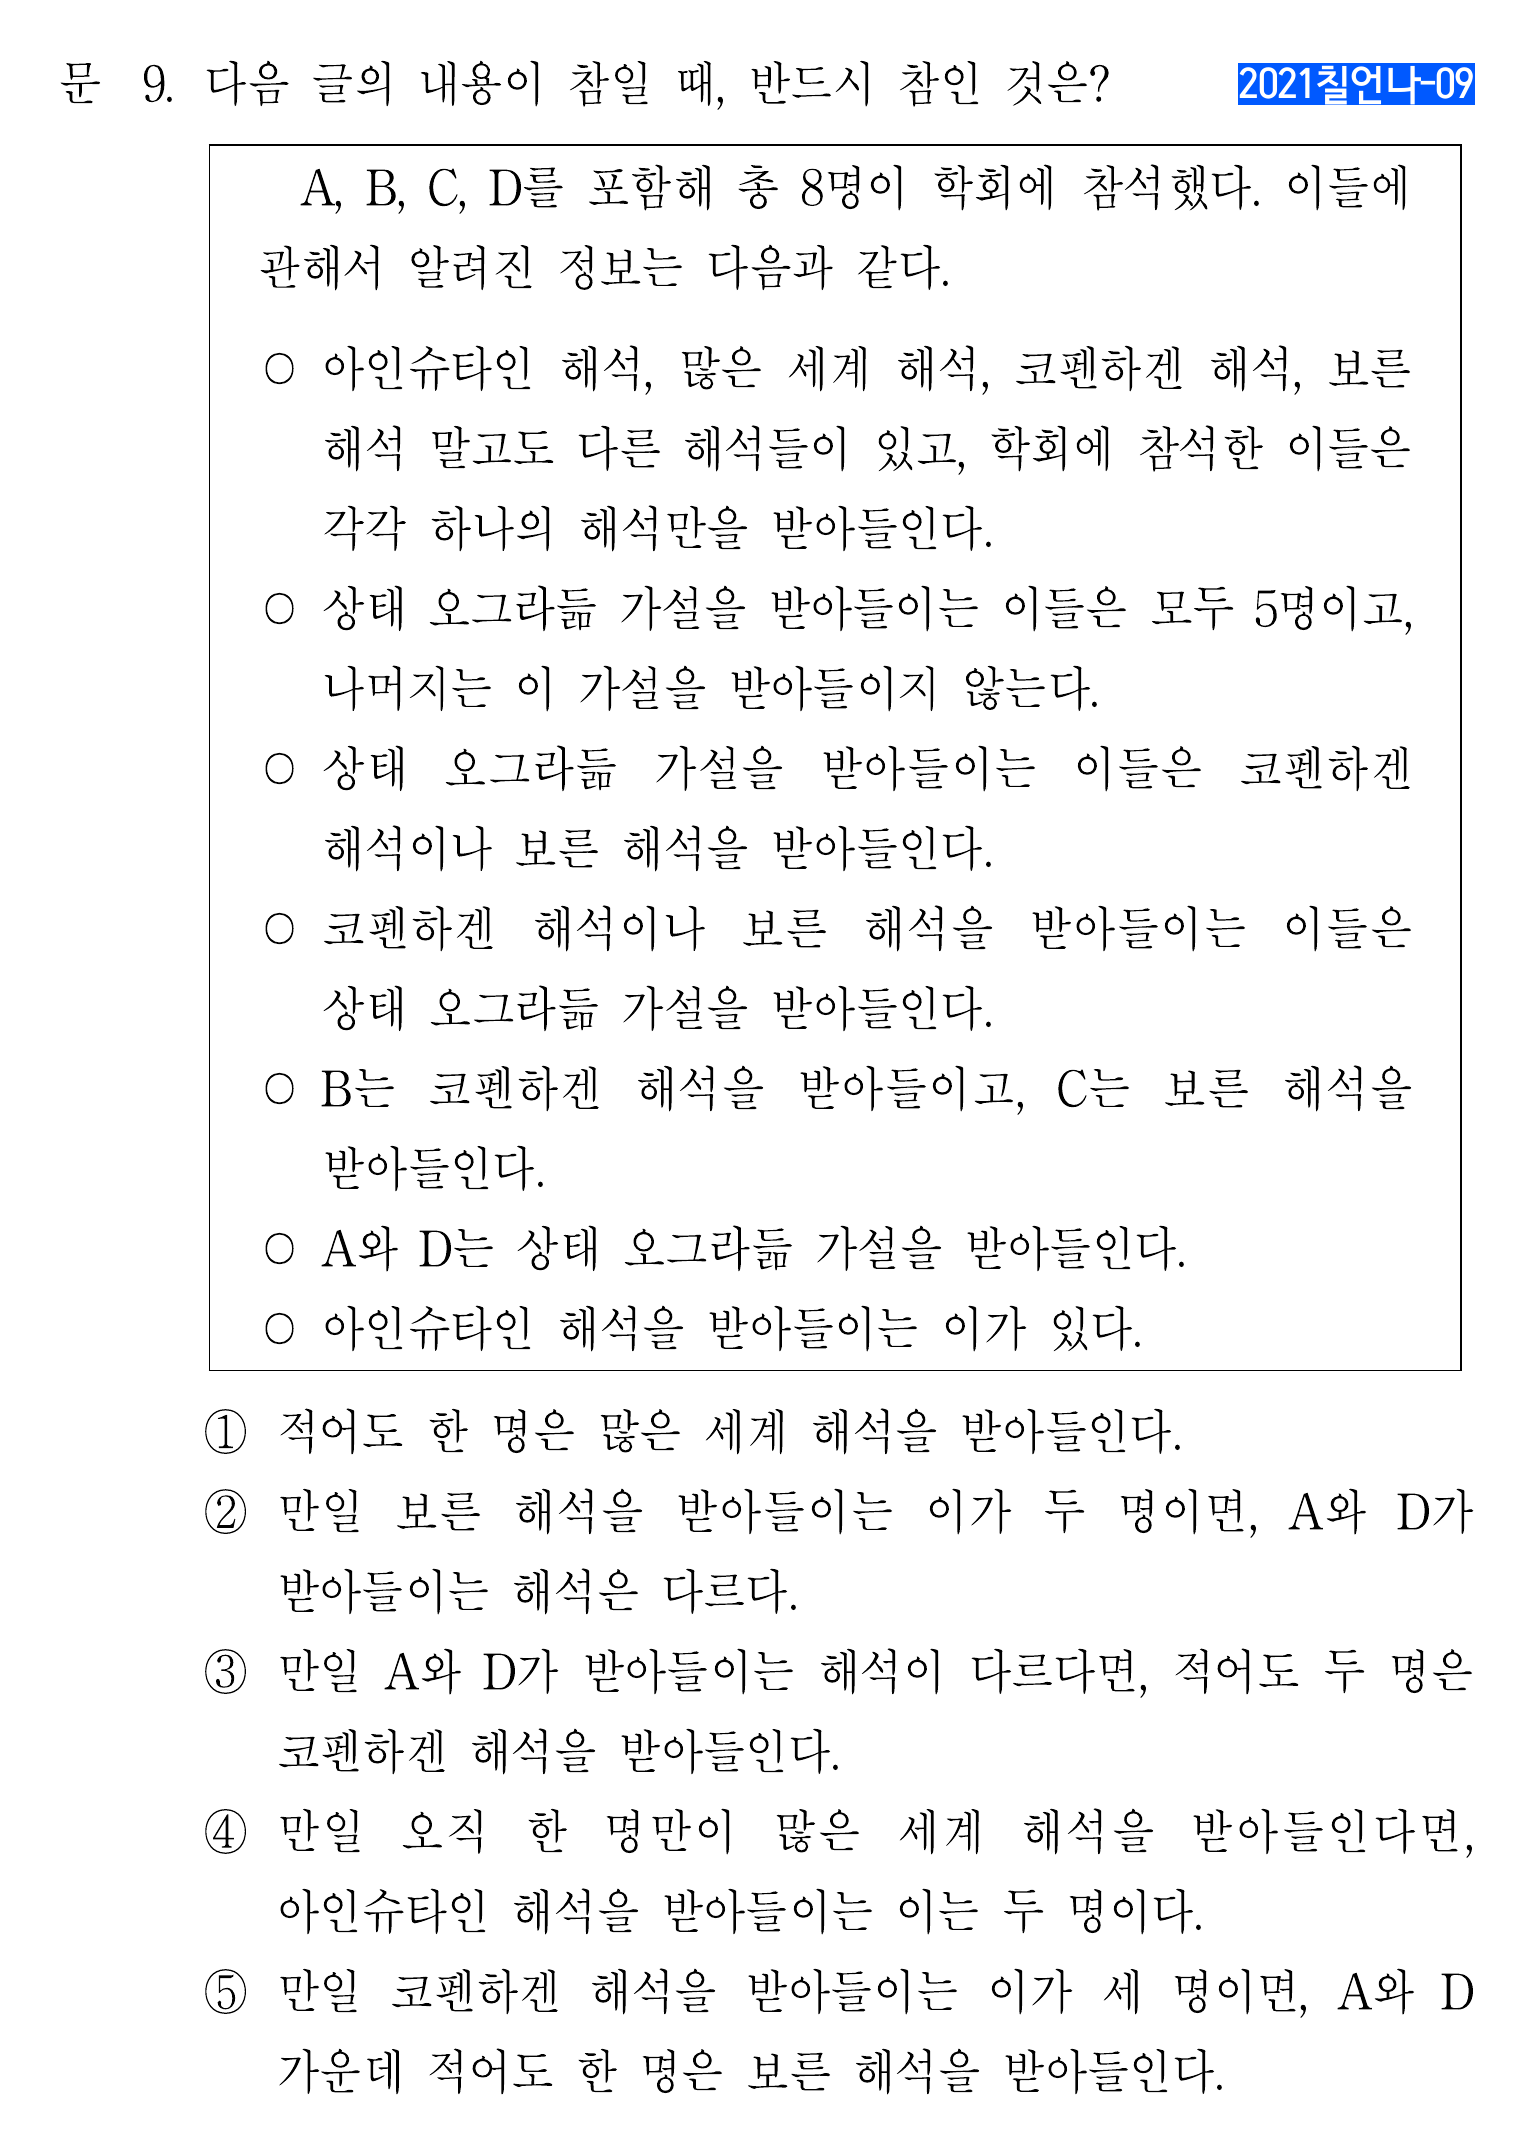 문 9. 다음 글의 내용이 참일 때, 반드시 참인 것은? 2021칠언나-09
A, B, C, D를 포함해 총 8명이 학회에 참석했다. 이들에
관해서 알려진 정보는 다음과 같다.
○ 아인슈타인 해석, 많은 세계 해석, 코펜하겐 해석, 보른
해석 말고도 다른 해석들이 있고, 학회에 참석한 이들은
각각 하나의 해석만을 받아들인다.
○ 상태 오그라듦 가설을 받아들이는 이들은 모두 5명이고,
나머지는 이 가설을 받아들이지 않는다.
○ 상태 오그라듦 가설을 받아들이는 이들은 코펜하겐
해석이나 보른 해석을 받아들인다.
○ 코펜하겐 해석이나 보른 해석을 받아들이는 이들은
상태 오그라듦 가설을 받아들인다.
○ B는 코펜하겐 해석을 받아들이고, C는 보른 해석을
받아들인다.
○ A와 D는 상태 오그라듦 가설을 받아들인다.
○ 아인슈타인 해석을 받아들이는 이가 있다.
① 적어도 한 명은 많은 세계 해석을 받아들인다.
② 만일 보른 해석을 받아들이는 이가 두 명이면, A와 D가
받아들이는 해석은 다르다.
③ 만일 A와 D가 받아들이는 해석이 다르다면, 적어도 두 명은
코펜하겐 해석을 받아들인다.
④ 만일 오직 한 명만이 많은 세계 해석을 받아들인다면,
아인슈타인 해석을 받아들이는 이는 두 명이다.
⑤ 만일 코펜하겐 해석을 받아들이는 이가 세 명이면, A와 D
가운데 적어도 한 명은 보른 해석을 받아들인다.